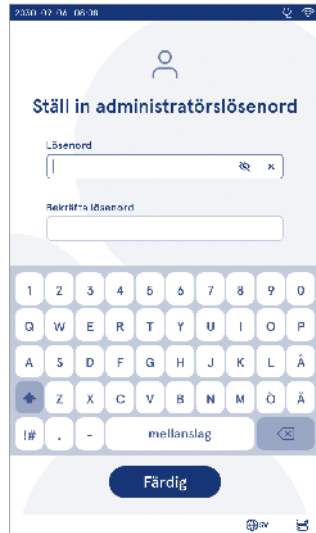 2030-09-06 08:08
Ställ in administratörslösenord
Lösenord
Bekräfta lösenord
1 2 3 4 5 6 7 8 9 0
Q W E R T Y U I O P
A S D F G H J K L Å
Z X C V B N M Ö Ä
!# . - mellanslag
Färdig
SV